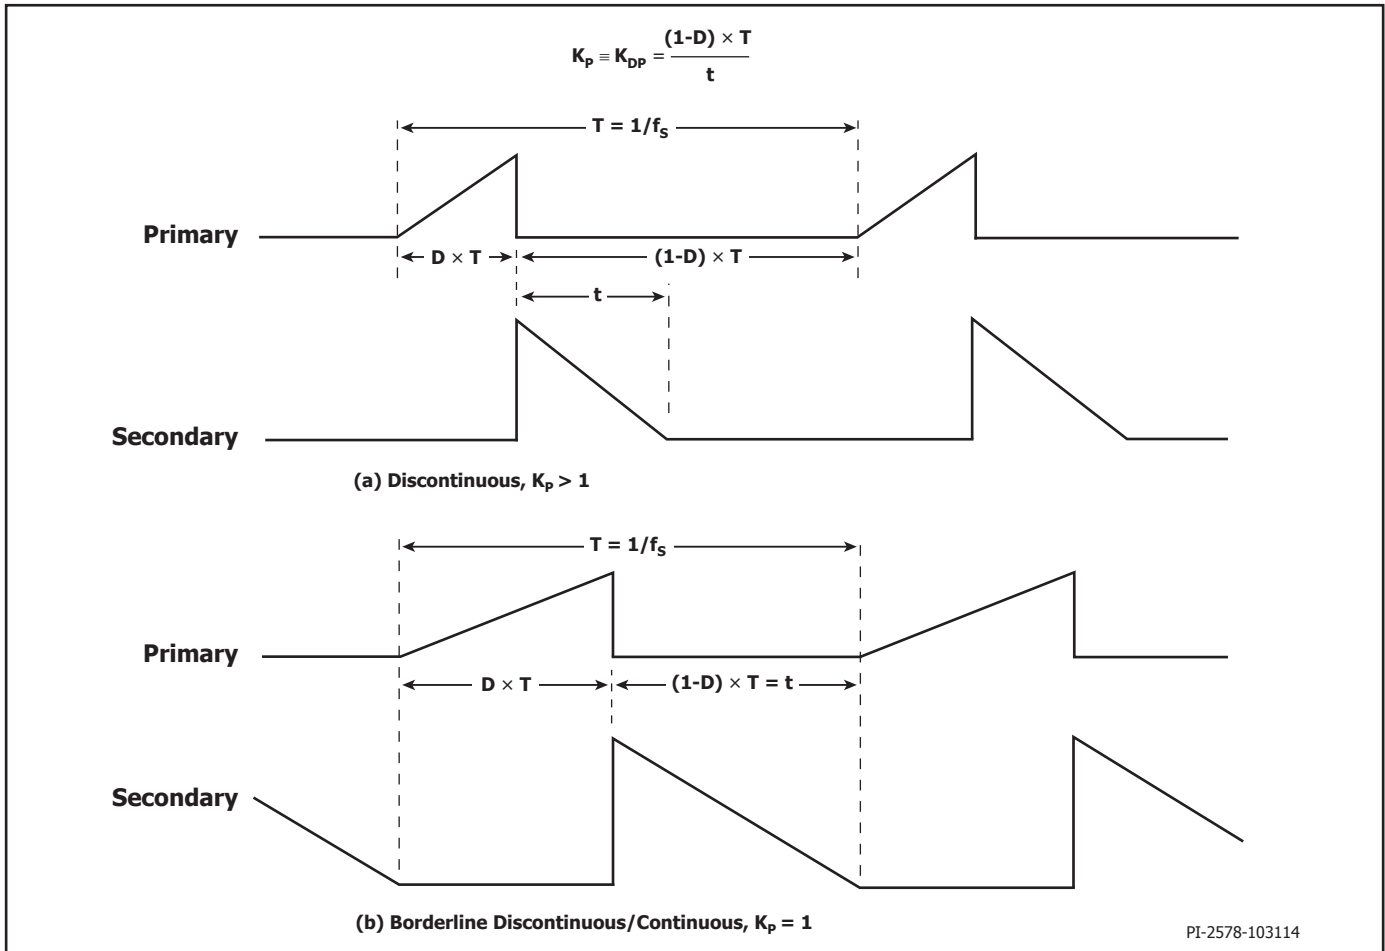 K_P ≡ K_DP = (1-D) × T / t
T = 1/f_S
Primary
D × T
(1-D) × T
t
Secondary
(a) Discontinuous, K_P > 1
T = 1/f_S
Primary
D × T
(1-D) × T = t
Secondary
(b) Borderline Discontinuous/Continuous, K_P = 1
PI-2578-103114